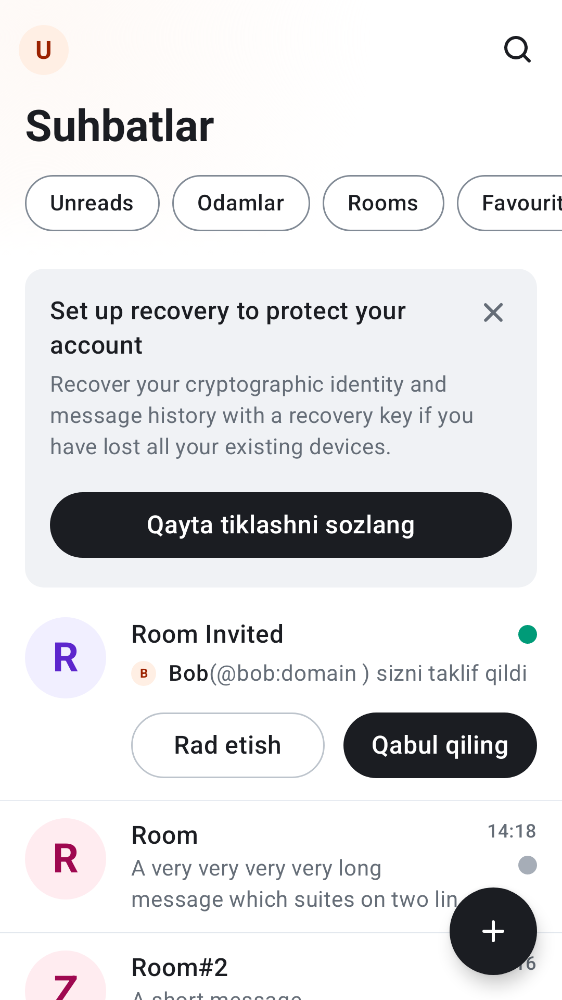 U
Suhbatlar
Unreads Odamlar Rooms
Set up recovery to protect your
account
Recover your cryptographic identity and
message history with a recovery key if you
have lost all your existing devices.
Qayta tiklashni sozlang
R
Room Invited
B Bob(@bob:domain ) sizni taklif qildi
Rad etish Qabul qiling
R
Room 14:18
A very very very very long
message which suites on two lin
Z
Room#2
A short message